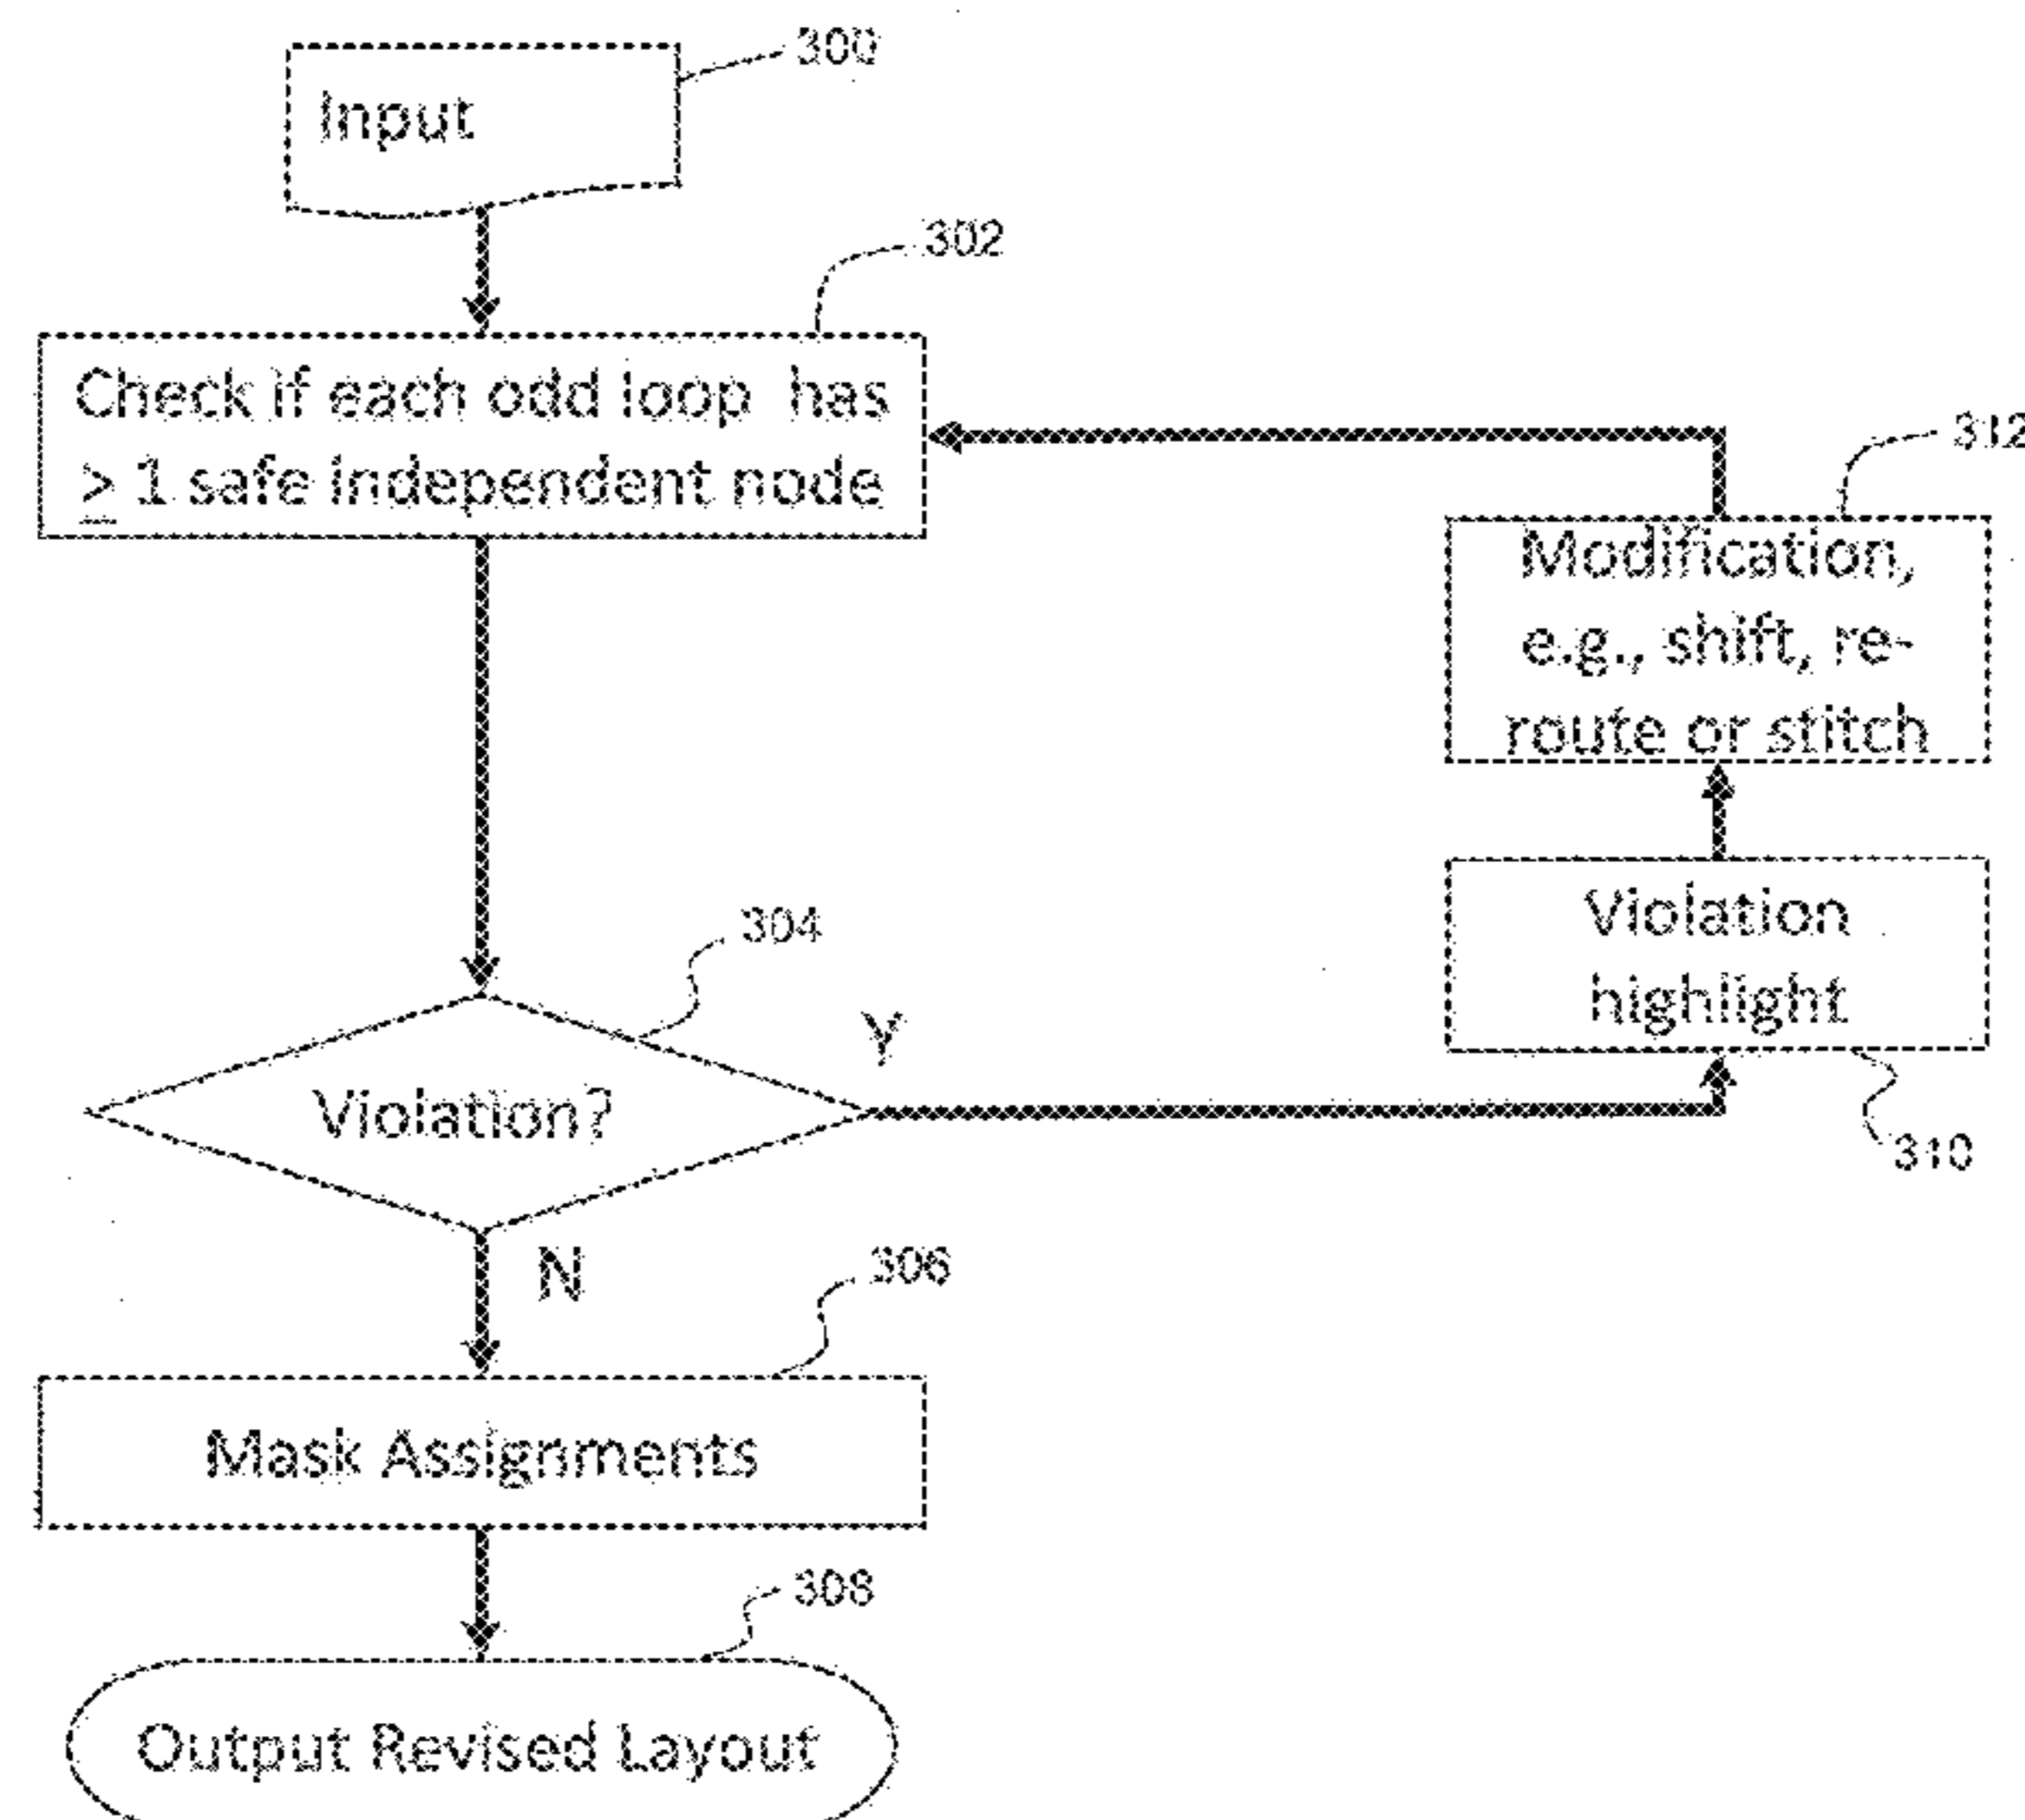 300
Input
302
Check if each odd loop has
≥ 1 safe independent node
312
Modification,
e.g., shift, re-
route or stitch
Violation
highlight
310
304
Y
Violation?
N
306
Mask Assignments
308
Output Revised Layout